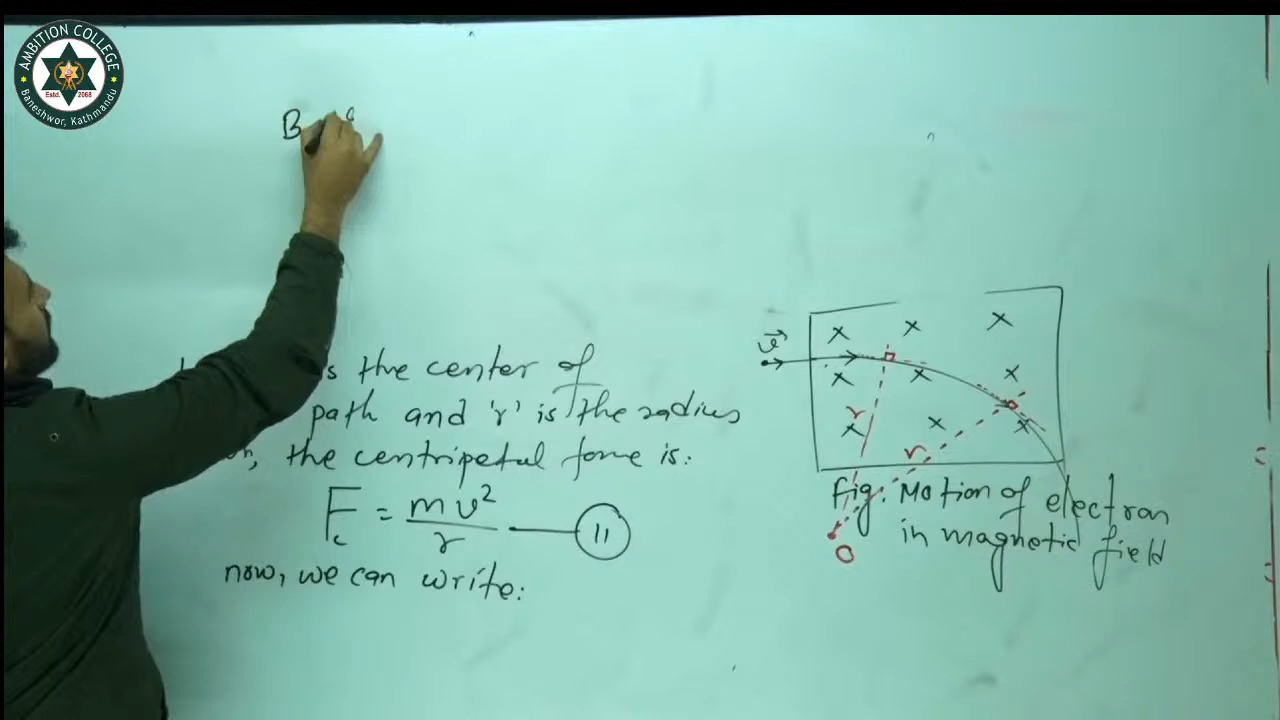 AMBITION COLLEGE
Estd. 2068
Baneshwor, Kathmandu
B
is the center of
path and 'r' is the radius
the centripetal force is:
F_c = mv²/r —— (11)
now, we can write:
v⃗
x x x
x x x
x x x
r
r
O
Fig: Motion of electron
in magnetic field